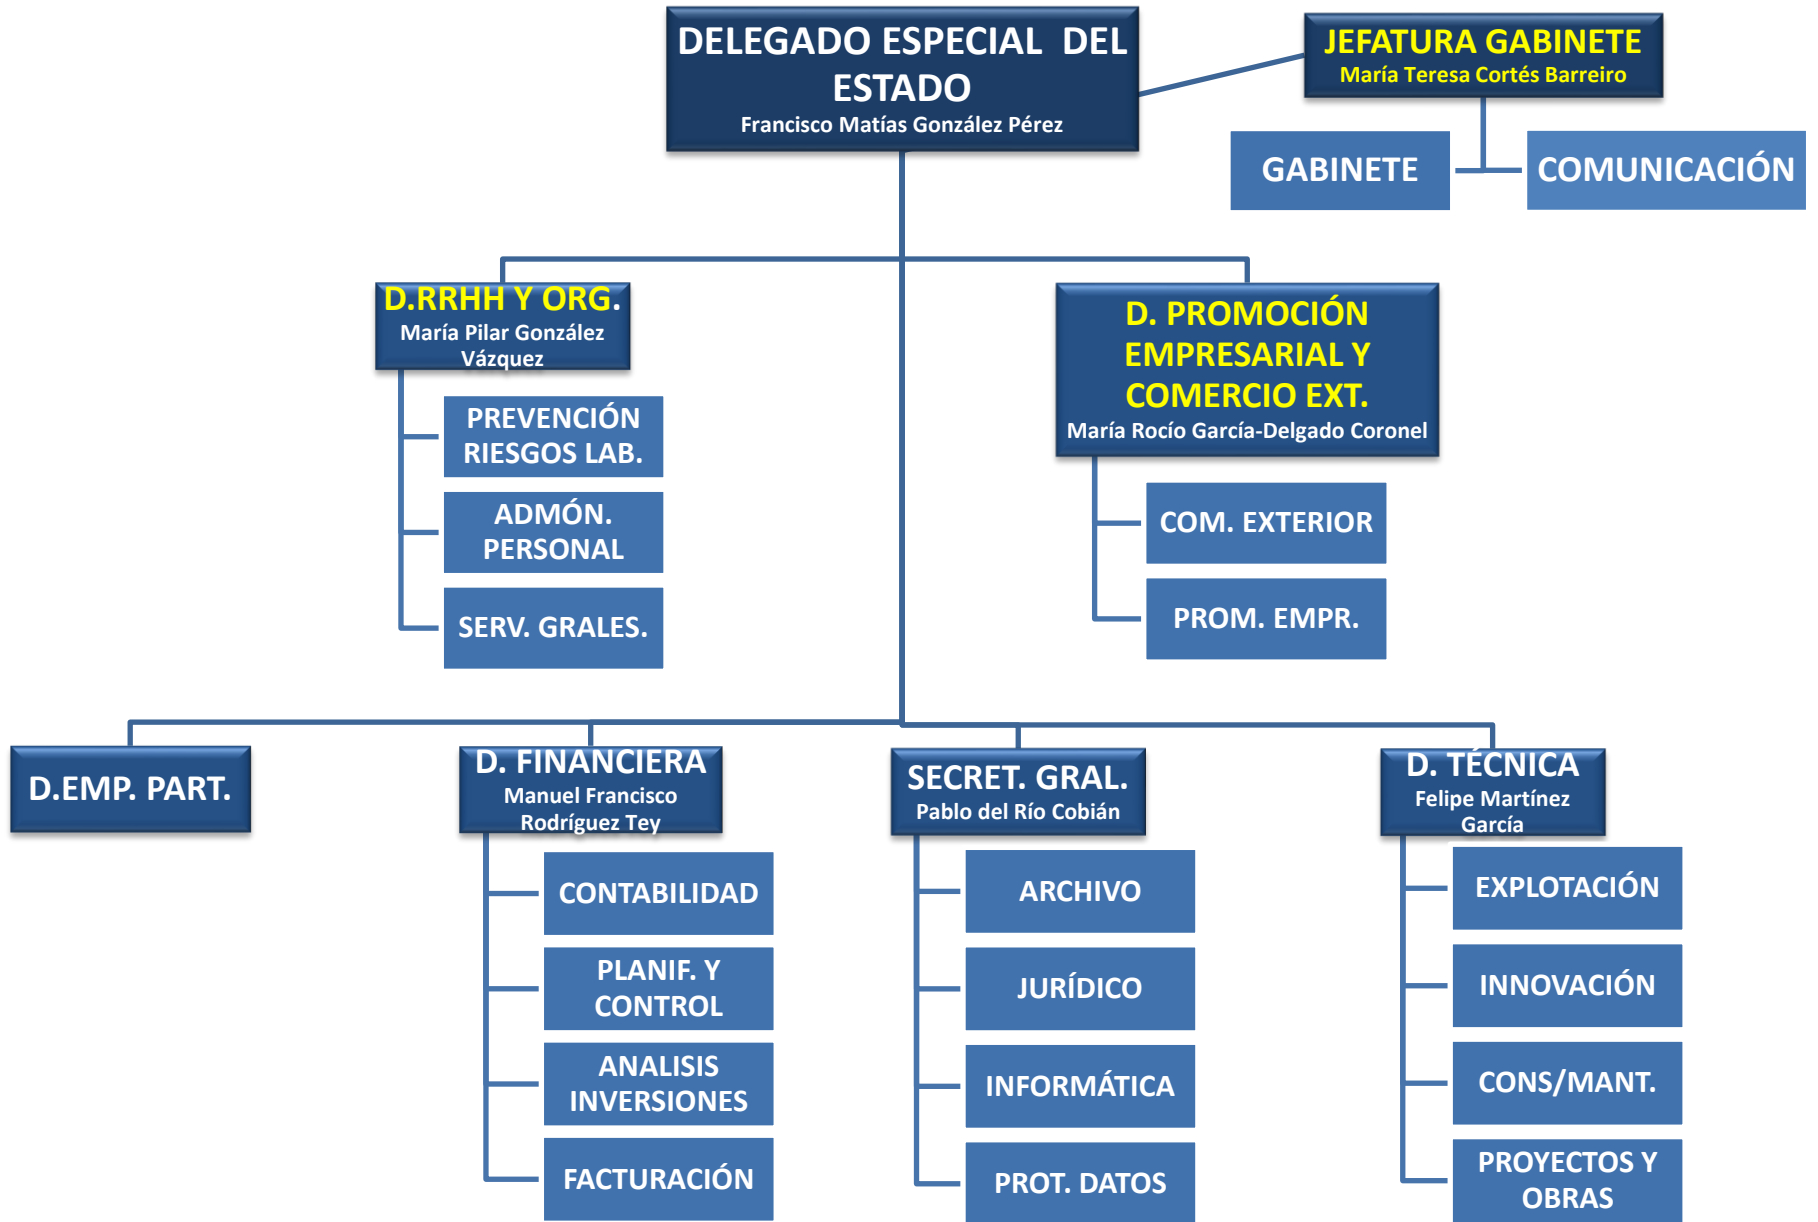 DELEGADO ESPECIAL DEL
ESTADO
Francisco Matías González Pérez
JEFATURA GABINETE
María Teresa Cortés Barreiro
GABINETE
COMUNICACIÓN
D.RRHH Y ORG.
María Pilar González
Vázquez
PREVENCIÓN
RIESGOS LAB.
ADMÓN.
PERSONAL
SERV. GRALES.
D. PROMOCIÓN
EMPRESARIAL Y
COMERCIO EXT.
María Rocío García-Delgado Coronel
COM. EXTERIOR
PROM. EMPR.
D.EMP. PART.
D. FINANCIERA
Manuel Francisco
Rodríguez Tey
CONTABILIDAD
PLANIF. Y
CONTROL
ANALISIS
INVERSIONES
FACTURACIÓN
SECRET. GRAL.
Pablo del Río Cobián
ARCHIVO
JURÍDICO
INFORMÁTICA
PROT. DATOS
D. TÉCNICA
Felipe Martínez
García
EXPLOTACIÓN
INNOVACIÓN
CONS/MANT.
PROYECTOS Y
OBRAS